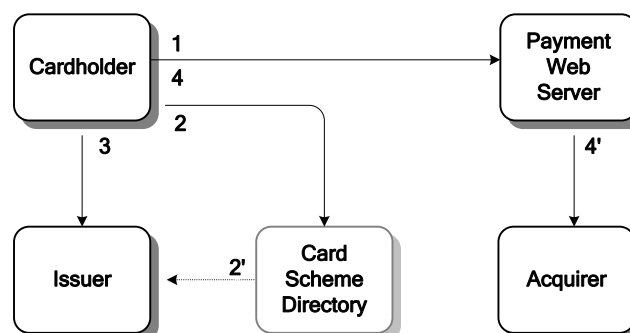 Cardholder
1
4
2
Payment
Web
Server
3
4'
Issuer
2'
Card
Scheme
Directory
Acquirer